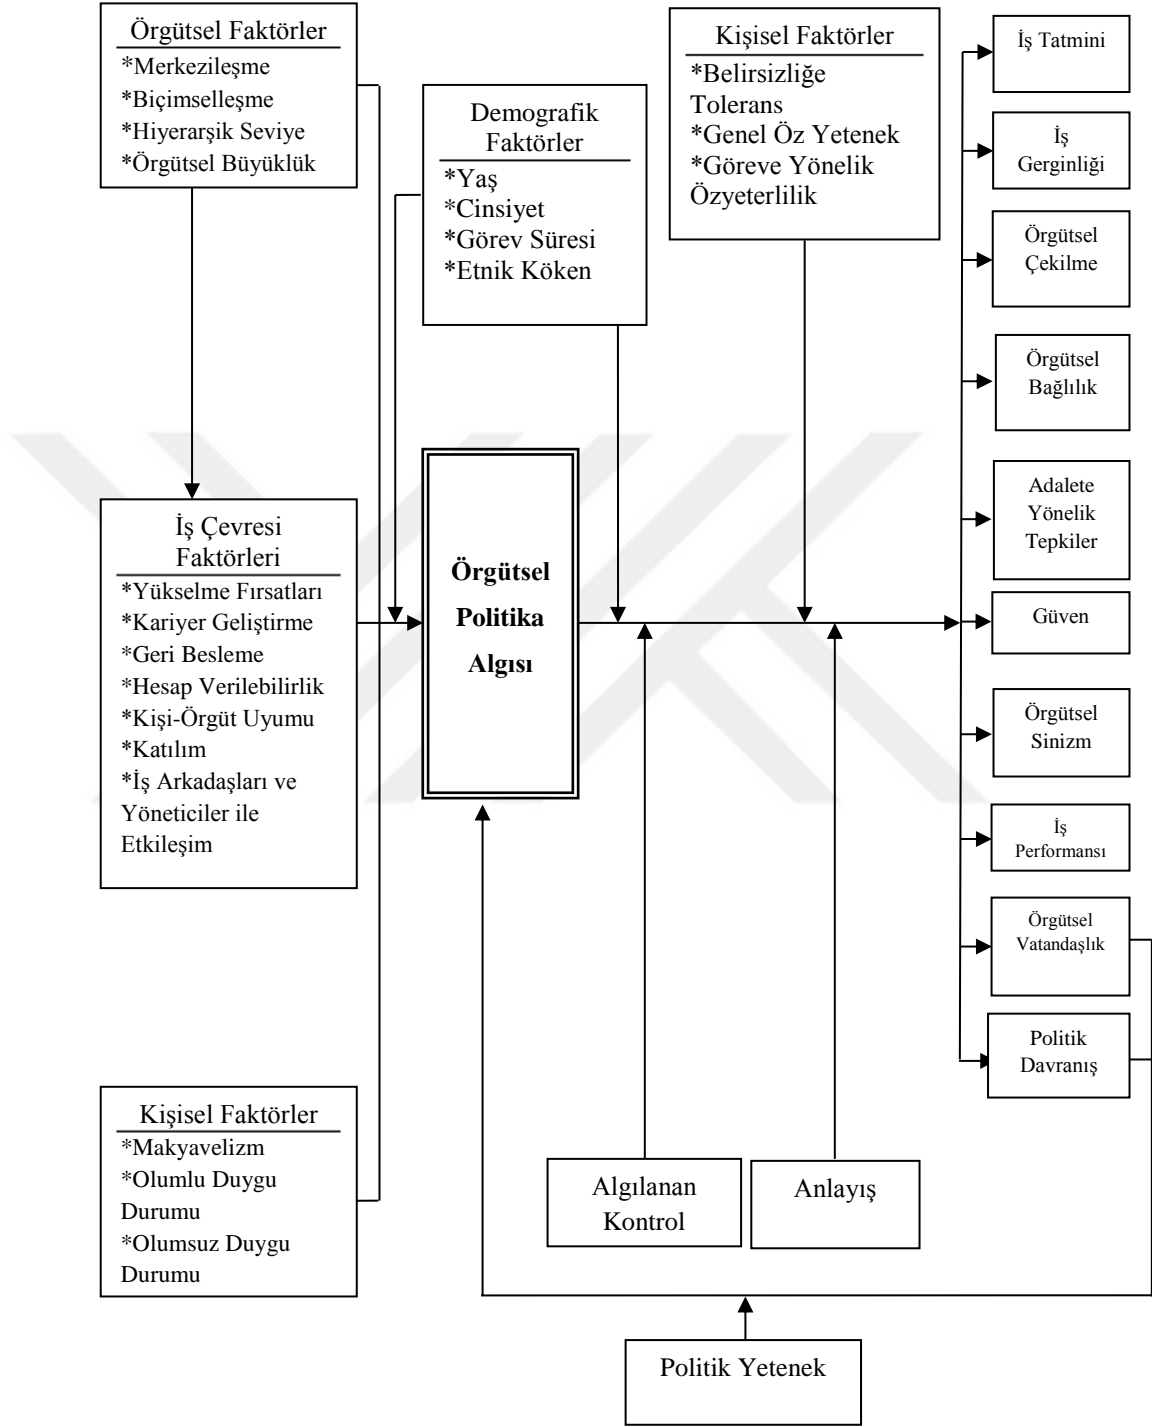 Örgütsel Faktörler
*Merkezileşme
*Biçimselleşme
*Hiyerarşik Seviye
*Örgütsel Büyüklük
Demografik
Faktörler
*Yaş
*Cinsiyet
*Görev Süresi
*Etnik Köken
Kişisel Faktörler
*Belirsizliğe
Tolerans
*Genel Öz Yetenek
*Göreve Yönelik
Özyeterlilik
İş Tatmini
İş
Gerginliği
Örgütsel
Çekilme
Örgütsel
Bağlılık
Adalete
Yönelik
Tepkiler
Güven
Örgütsel
Sinizm
İş
Performansı
Örgütsel
Vatandaşlık
Politik
Davranış
İş Çevresi
Faktörleri
*Yükselme Fırsatları
*Kariyer Geliştirme
*Geri Besleme
*Hesap Verilebilirlik
*Kişi-Örgüt Uyumu
*Katılım
*İş Arkadaşları ve
Yöneticiler ile
Etkileşim
Örgütsel
Politika
Algısı
Kişisel Faktörler
*Makyavelizm
*Olumlu Duygu
Durumu
*Olumsuz Duygu
Durumu
Algılanan
Kontrol
Anlayış
Politik Yetenek